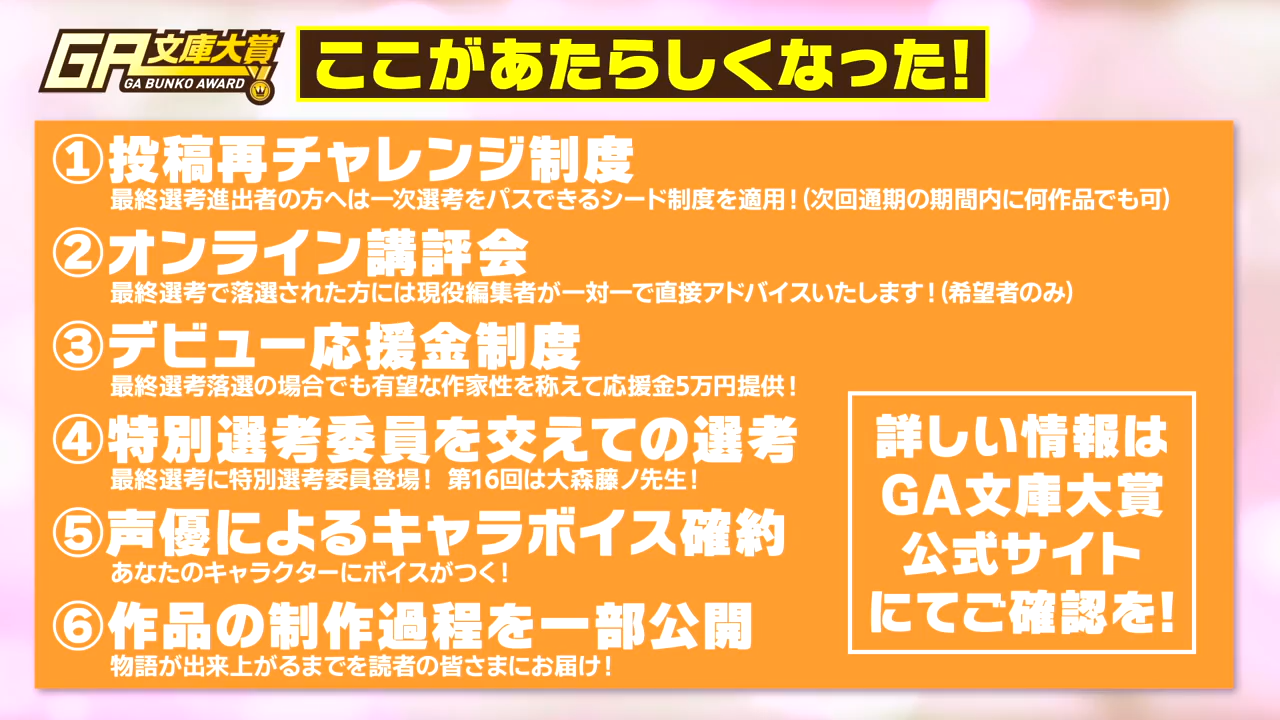 GA文庫大賞
GA BUNKO AWARD
ここがあたらしくなった!
①投稿再チャレンジ制度
最終選考進出者の方へは一次選考をパスできるシード制度を適用!(次回通期の期間内に何作品でも可)
②オンライン講評会
最終選考で落選された方には現役編集者が一対一で直接アドバイスいたします!(希望者のみ)
③デビュー応援金制度
最終選考落選の場合でも有望な作家性を称えて応援金5万円提供!
④特別選考委員を交えての選考
最終選考に特別選考委員登場! 第16回は大森藤ノ先生!
⑤声優によるキャラボイス確約
あなたのキャラクターにボイスがつく!
⑥作品の制作過程を一部公開
物語が出来上がるまでを読者の皆さまにお届け!
詳しい情報は
GA文庫大賞
公式サイト
にてご確認を!